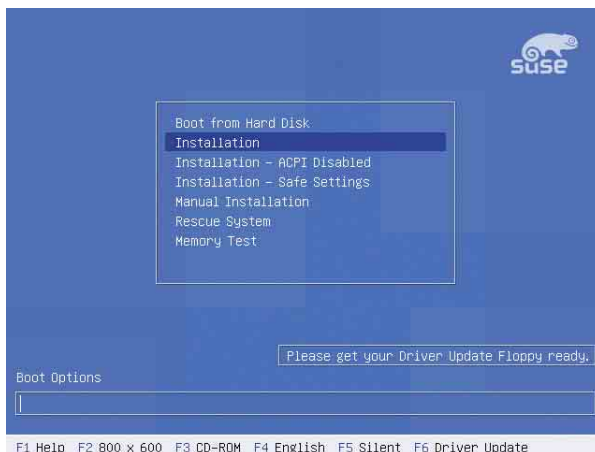 suse
Boot from Hard Disk
Installation
Installation - ACPI Disabled
Installation - Safe Settings
Manual Installation
Rescue System
Memory Test
Please get your Driver Update Floppy ready.
Boot Options
F1 Help F2 800 x 600 F3 CD-ROM F4 English F5 Silent F6 Driver Update